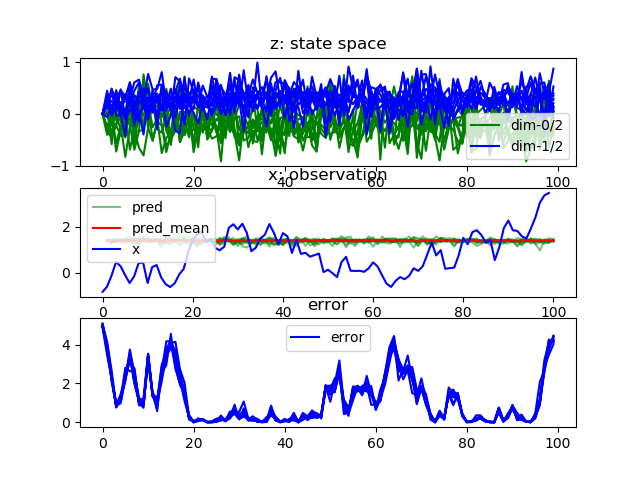 z: state space
1
0
-1
dim-0/2
dim-1/2
0 20 40 60 80 100
x: observation
2
0
pred
pred_mean
x
0 20 40 60 80 100
error
4
2
0
error
0 20 40 60 80 100